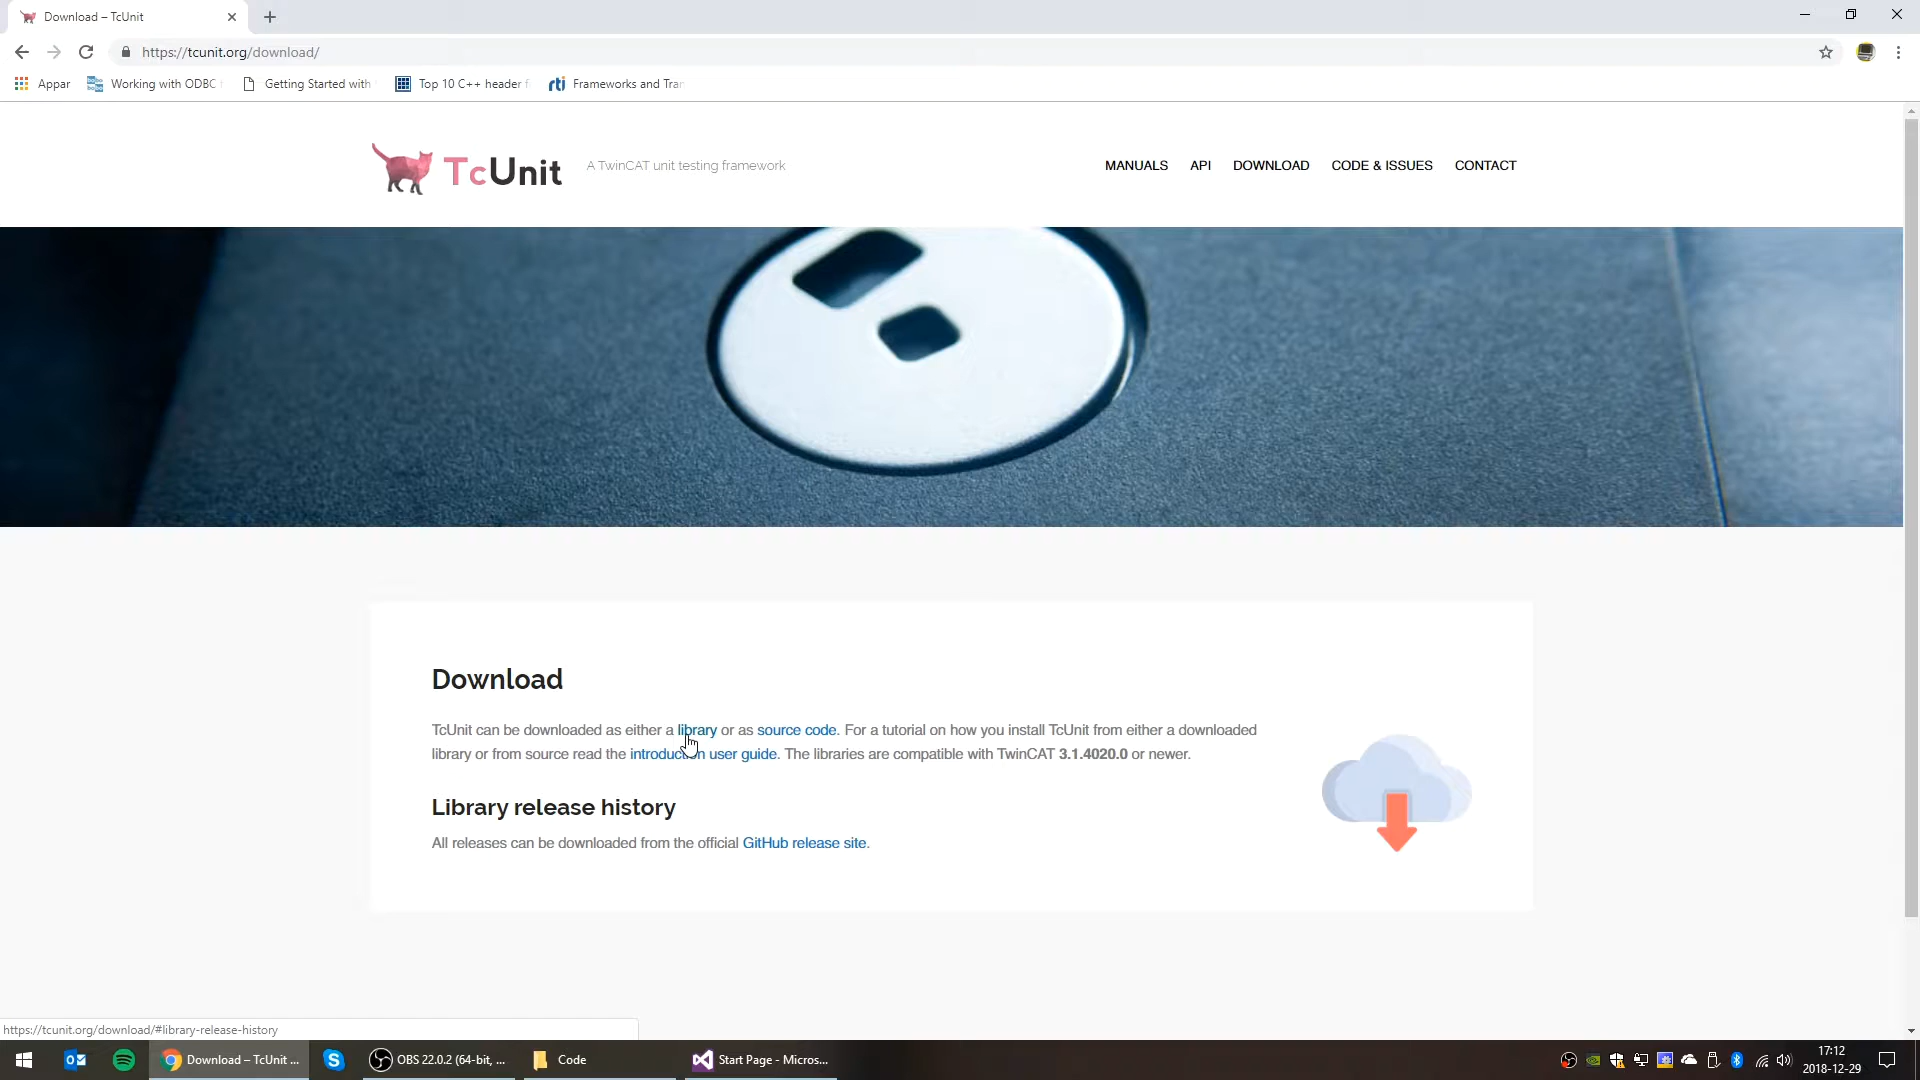 Download – TcUnit
https://tcunit.org/download/
Appar
Working with ODBC
Getting Started with
Top 10 C++ header f
rti Frameworks and Tran
TcUnit
A TwinCAT unit testing framework
MANUALS API DOWNLOAD CODE & ISSUES CONTACT
Download
TcUnit can be downloaded as either a library or as source code. For a tutorial on how you install TcUnit from either a downloaded
library or from source read the introduction user guide. The libraries are compatible with TwinCAT 3.1.4020.0 or newer.
Library release history
All releases can be downloaded from the official GitHub release site.
https://tcunit.org/download/#library-release-history
Download – TcUnit ...
OBS 22.0.2 (64-bit, ...
Code
Start Page - Micros...
17:12
2018-12-29